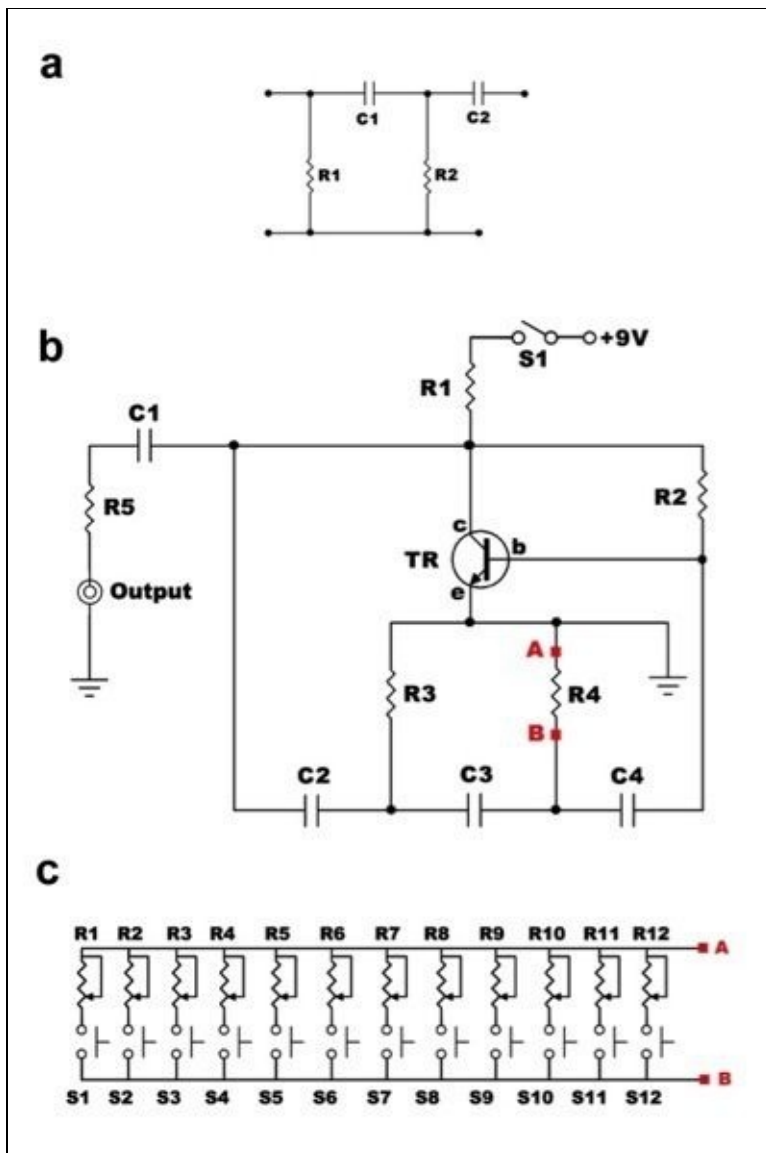 a
C1 C2
R1 R2
b
+9V
S1
R1
C1
R2
R5
c
b
TR
e
Output
A
R3 R4
B
C2 C3 C4
c
R1 R2 R3 R4 R5 R6 R7 R8 R9 R10 R11 R12
A
B
S1 S2 S3 S4 S5 S6 S7 S8 S9 S10 S11 S12